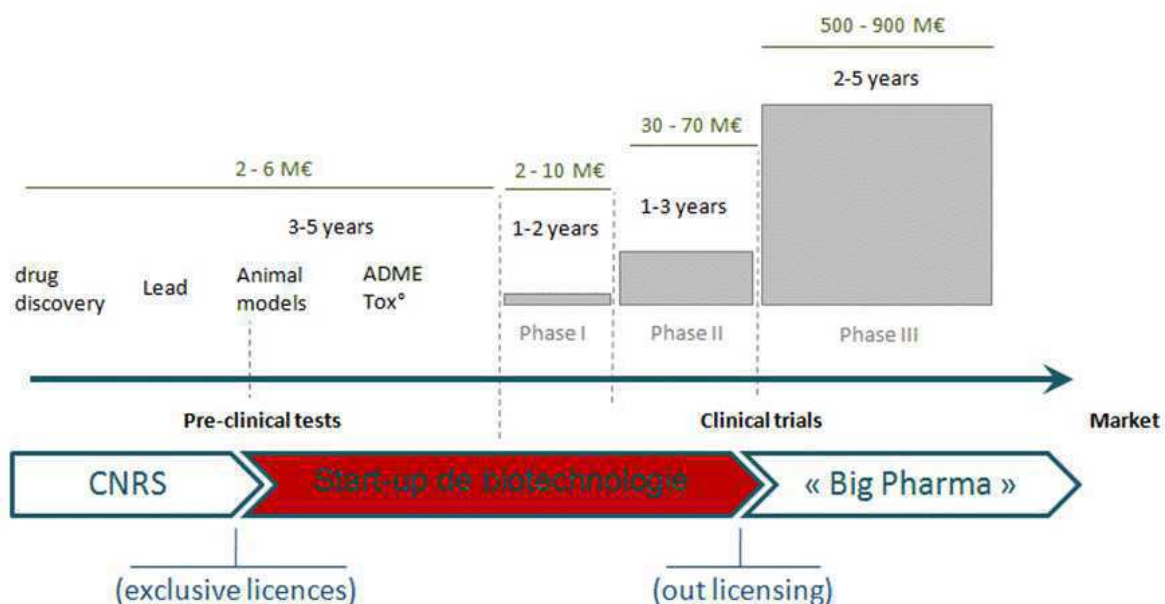 500 - 900 M€
2-5 years
30 - 70 M€
2 - 6 M€
2 - 10 M€
1-3 years
3-5 years
1-2 years
drug
discovery
Lead
Animal
models
ADME
Tox°
Phase I
Phase II
Phase III
Pre-clinical tests
Clinical trials
Market
CNRS
Start-up de biotechnologie
« Big Pharma »
(exclusive licences)
(out licensing)